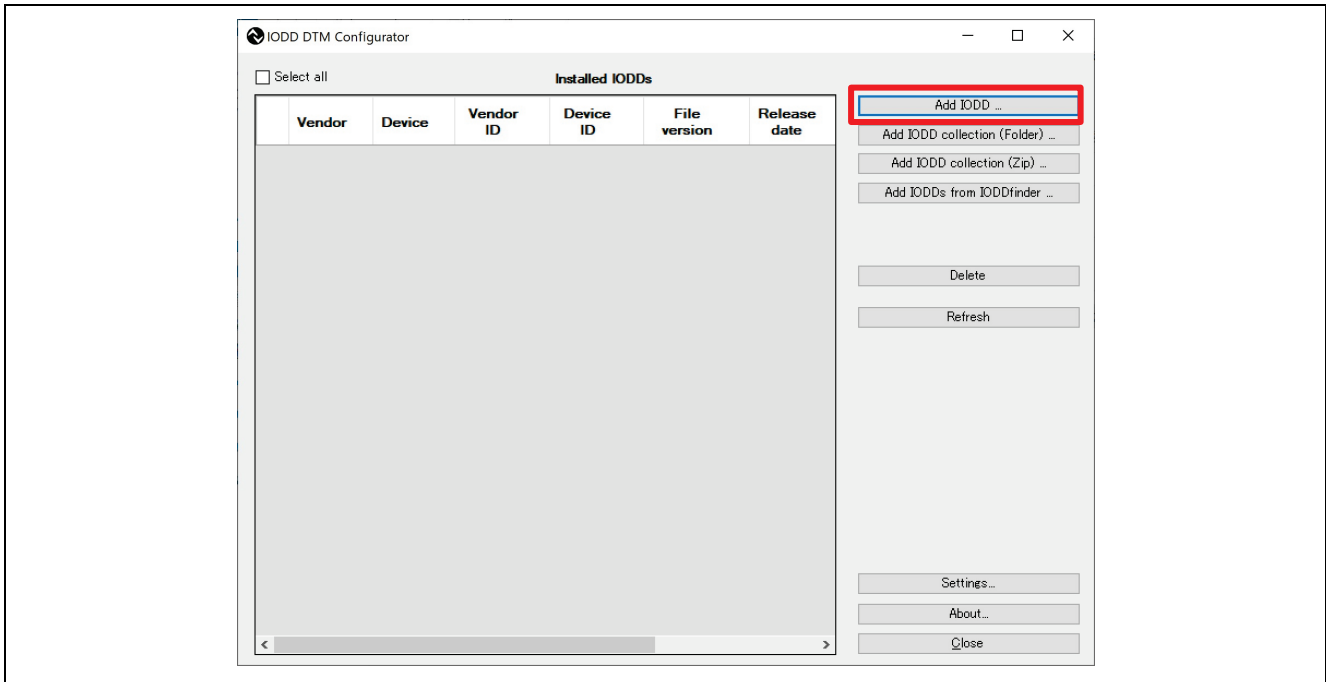 IODD DTM Configurator
Select all
Installed IODDs
Vendor Device Vendor ID Device ID File version Release date
Add IODD ...
Add IODD collection (Folder) ...
Add IODD collection (Zip) ...
Add IODDs from IODDfinder ...
Delete
Refresh
Settings...
About...
Close